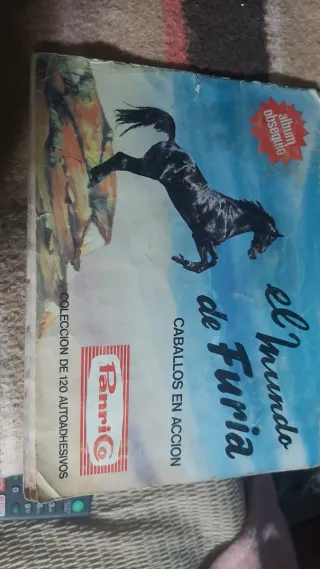 album
obsequio
el mundo
de Furia
CABALLOS EN ACCION
Panrico
COLECCION DE 120 AUTOADHESIVOS